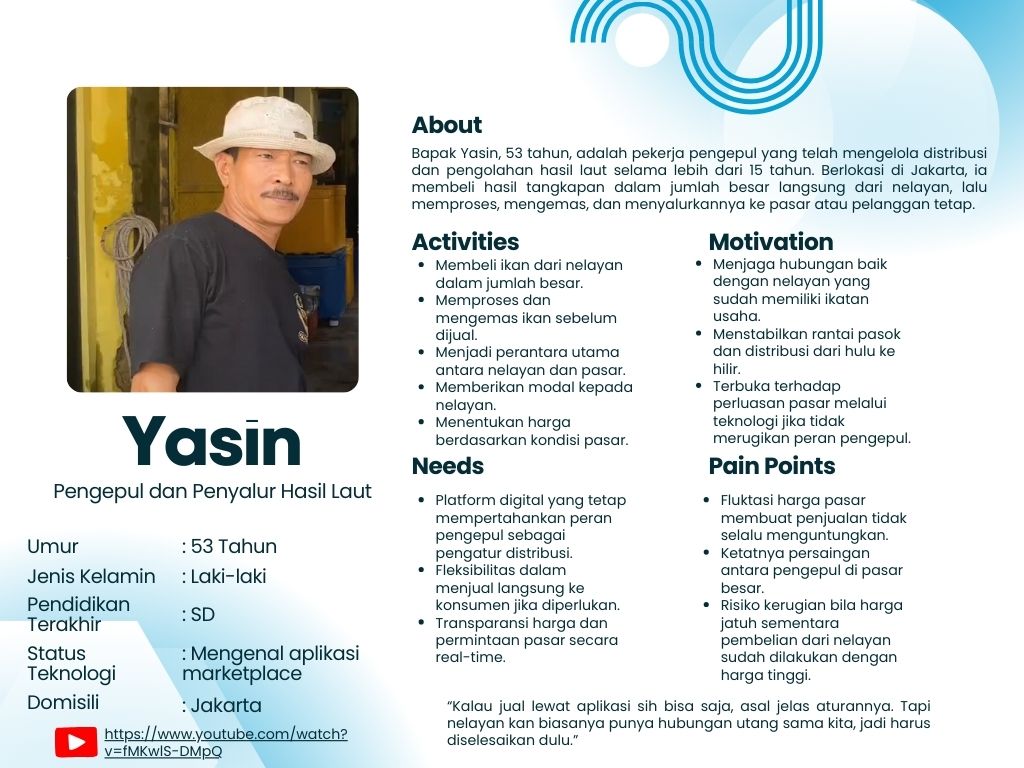 About
Bapak Yasin, 53 tahun, adalah pekerja pengepul yang telah mengelola distribusi
dan pengolahan hasil laut selama lebih dari 15 tahun. Berlokasi di Jakarta, ia
membeli hasil tangkapan dalam jumlah besar langsung dari nelayan, lalu
memproses, mengemas, dan menyalurkannya ke pasar atau pelanggan tetap.
Activities
• Membeli ikan dari nelayan
dalam jumlah besar.
• Memproses dan
mengemas ikan sebelum
dijual.
• Menjadi perantara utama
antara nelayan dan pasar.
• Memberikan modal kepada
nelayan.
• Menentukan harga
berdasarkan kondisi pasar.
Motivation
• Menjaga hubungan baik
dengan nelayan yang
sudah memiliki ikatan
usaha.
• Menstabilkan rantai pasok
dan distribusi dari hulu ke
hilir.
• Terbuka terhadap
perluasan pasar melalui
teknologi jika tidak
merugikan peran pengepul.
Needs
• Platform digital yang tetap
mempertahankan peran
pengepul sebagai
pengatur distribusi.
• Fleksibilitas dalam
menjual langsung ke
konsumen jika diperlukan.
• Transparansi harga dan
permintaan pasar secara
real-time.
Pain Points
• Fluktasi harga pasar
membuat penjualan tidak
selalu menguntungkan.
• Ketatnya persaingan
antara pengepul di pasar
besar.
• Risiko kerugian bila harga
jatuh sementara
pembelian dari nelayan
sudah dilakukan dengan
harga tinggi.
“Kalau jual lewat aplikasi sih bisa saja, asal jelas aturannya. Tapi
nelayan kan biasanya punya hubungan utang sama kita, jadi harus
diselesaikan dulu.”
Yasin
Pengepul dan Penyalur Hasil Laut
Umur : 53 Tahun
Jenis Kelamin : Laki-laki
Pendidikan
Terakhir : SD
Status : Mengenal aplikasi
Teknologi marketplace
Domisili : Jakarta
https://www.youtube.com/watch?
v=fMKwlS-DMpQ